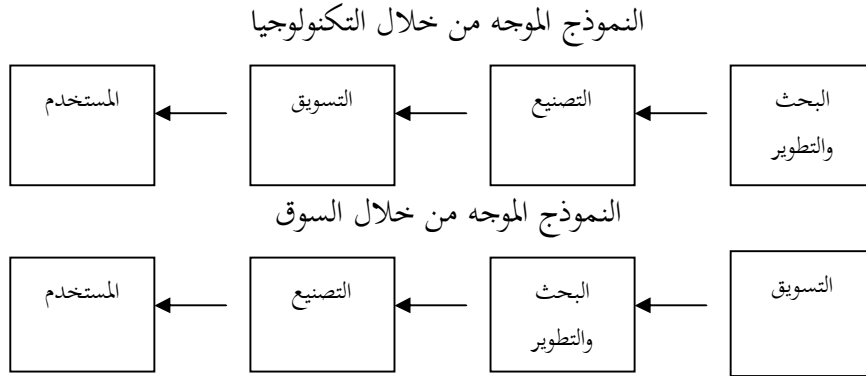 النموذج الموجه من خلال التكنولوجيا
البحث
والتطوير
التصنيع
التسويق
المستخدم
النموذج الموجه من خلال السوق
التسويق
البحث
والتطوير
التصنيع
المستخدم